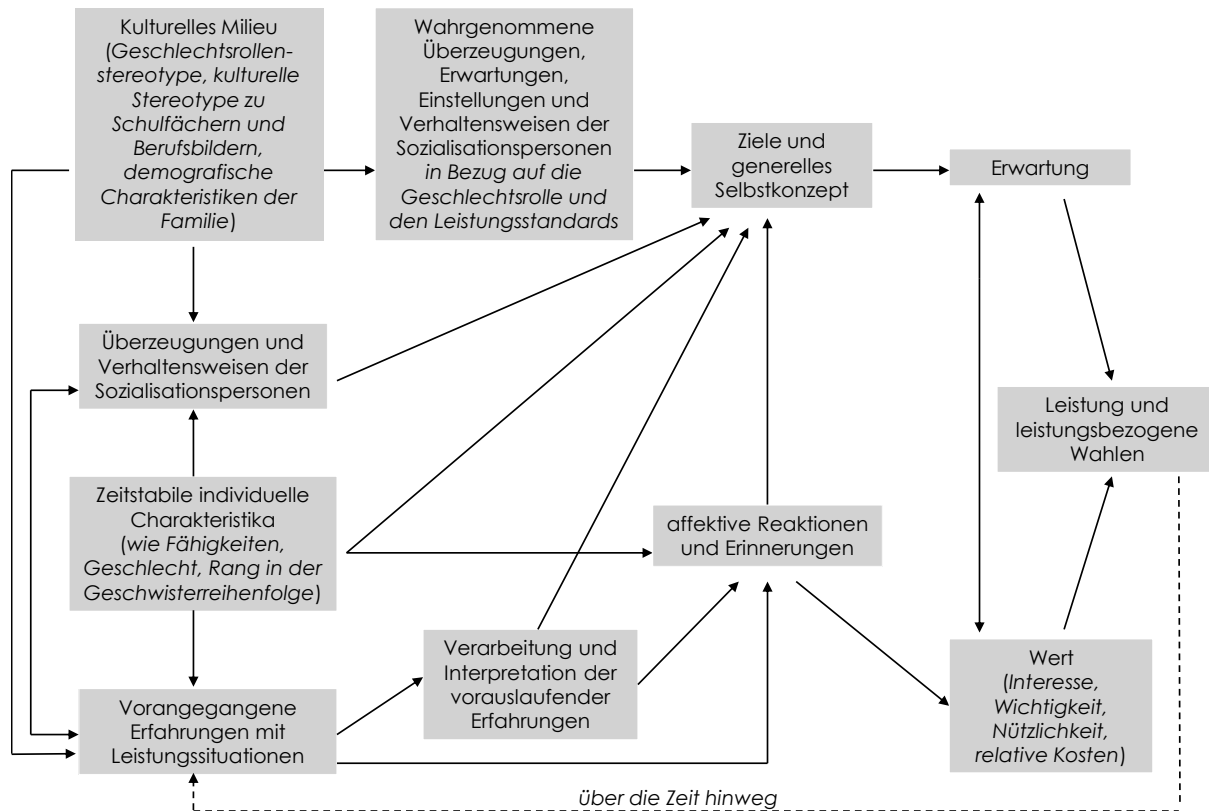 Kulturelles Milieu
(Geschlechtsrollen-
stereotype, kulturelle
Stereotype zu
Schulfächern und
Berufsbildern,
demografische
Charakteristiken der
Familie)
Wahrgenommene
Überzeugungen,
Erwartungen,
Einstellungen und
Verhaltensweisen der
Sozialisationspersonen
in Bezug auf die
Geschlechtsrolle und
den Leistungsstandards
Ziele und
generelles
Selbstkonzept
Erwartung
Überzeugungen und
Verhaltensweisen der
Sozialisationspersonen
Leistung und
leistungsbezogene
Wahlen
Zeitstabile individuelle
Charakteristika
(wie Fähigkeiten,
Geschlecht, Rang in der
Geschwisterreihenfolge)
affektive Reaktionen
und Erinnerungen
Verarbeitung und
Interpretation der
vorauslaufender
Erfahrungen
Wert
(Interesse,
Wichtigkeit,
Nützlichkeit,
relative Kosten)
Vorangegangene
Erfahrungen mit
Leistungssituationen
über die Zeit hinweg